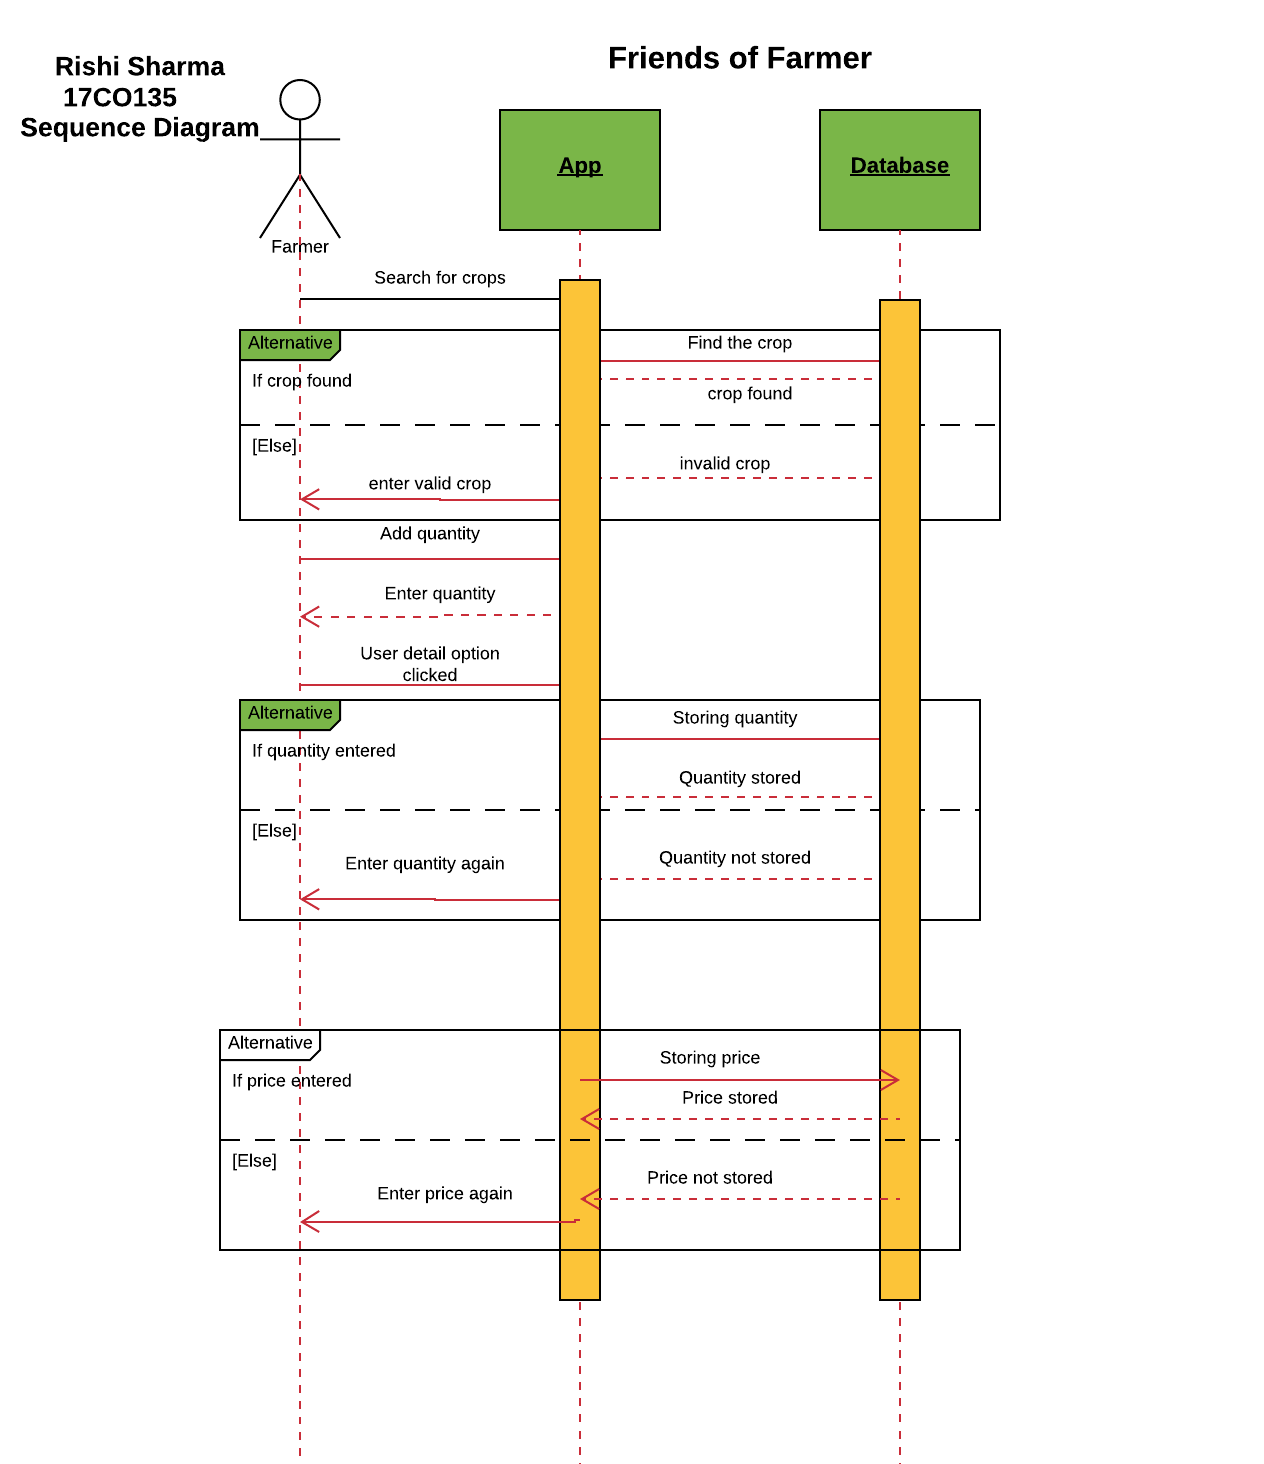 Friends of Farmer
Rishi Sharma
17CO135
Sequence Diagram
App
Database
Farmer
Search for crops
Alternative
Find the crop
If crop found
crop found
[Else]
invalid crop
enter valid crop
Add quantity
Enter quantity
User detail option
clicked
Alternative
Storing quantity
If quantity entered
Quantity stored
[Else]
Quantity not stored
Enter quantity again
Alternative
Storing price
If price entered
Price stored
[Else]
Price not stored
Enter price again